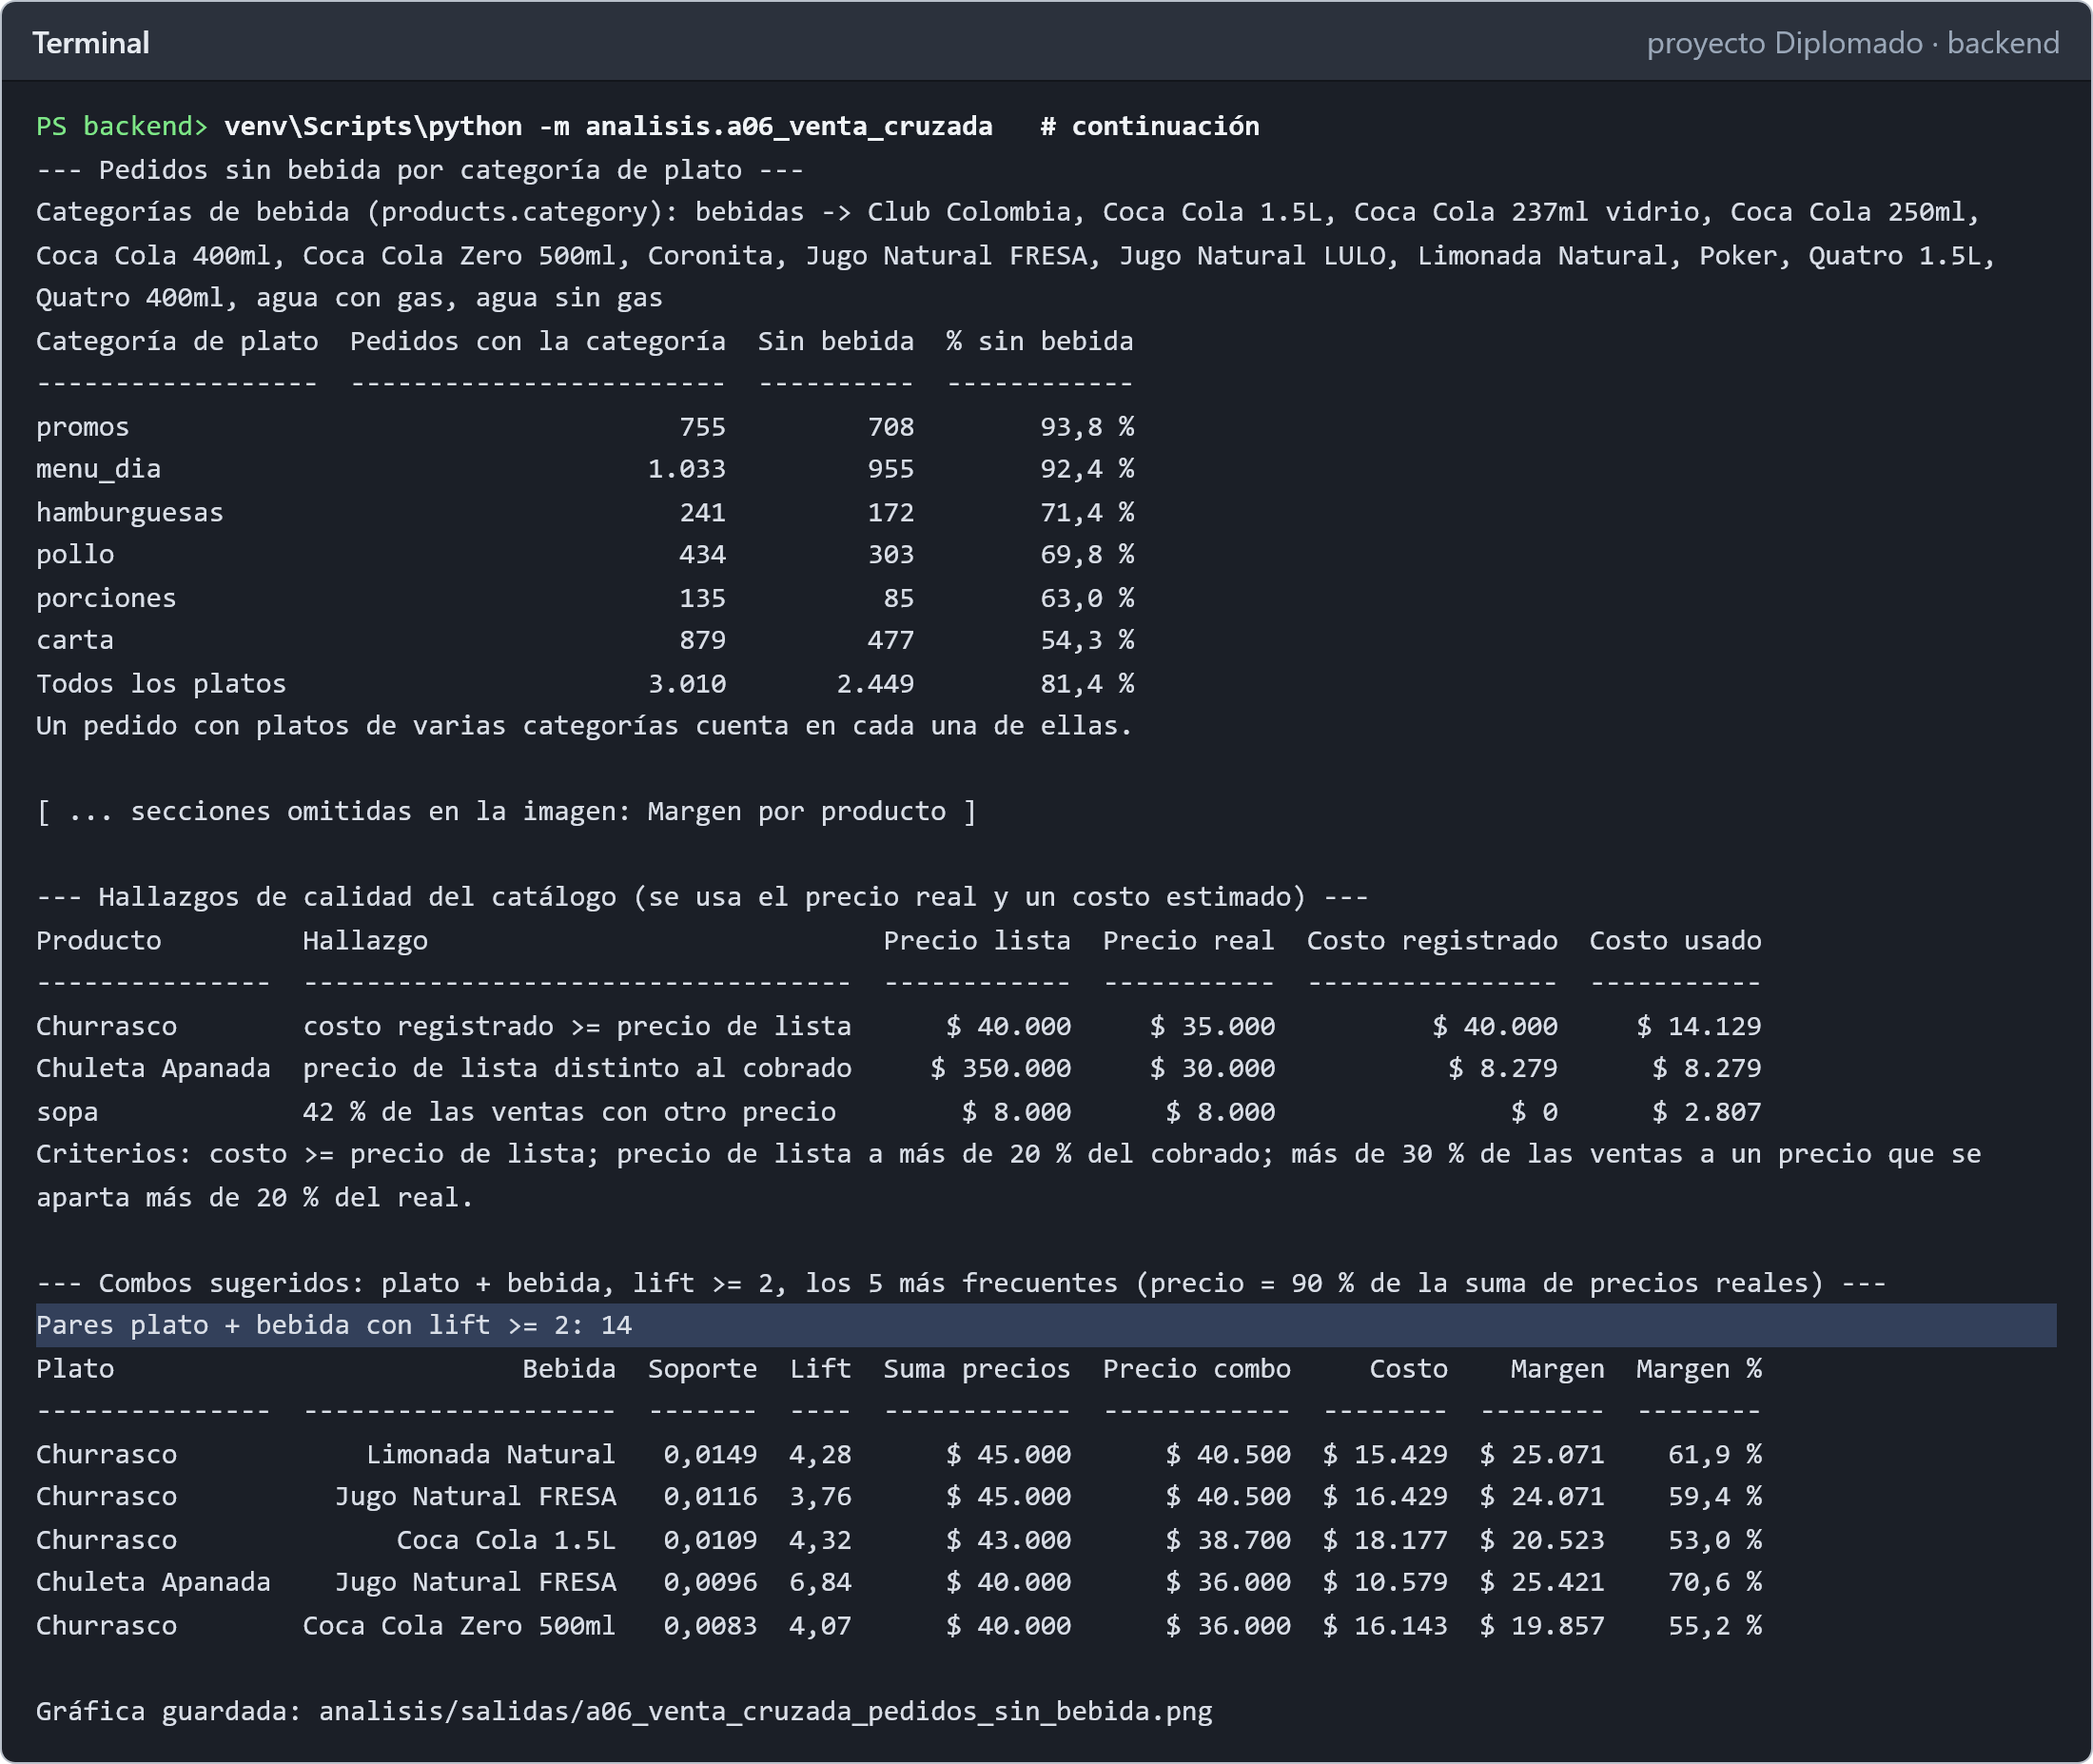 Terminal
proyecto Diplomado · backend
PS backend> venv\Scripts\python -m analisis.a06_venta_cruzada   # continuación
--- Pedidos sin bebida por categoría de plato ---
Categorías de bebida (products.category): bebidas -> Club Colombia, Coca Cola 1.5L, Coca Cola 237ml vidrio, Coca Cola 250ml,
Coca Cola 400ml, Coca Cola Zero 500ml, Coronita, Jugo Natural FRESA, Jugo Natural LULO, Limonada Natural, Poker, Quatro 1.5L,
Quatro 400ml, agua con gas, agua sin gas
Categoría de plato  Pedidos con la categoría  Sin bebida  % sin bebida
------------------  ------------------------  ----------  ------------
promos                                   755         708        93,8 %
menu_dia                               1.033         955        92,4 %
hamburguesas                             241         172        71,4 %
pollo                                    434         303        69,8 %
porciones                                135          85        63,0 %
carta                                    879         477        54,3 %
Todos los platos                       3.010       2.449        81,4 %
Un pedido con platos de varias categorías cuenta en cada una de ellas.
[ ... secciones omitidas en la imagen: Margen por producto ]
--- Hallazgos de calidad del catálogo (se usa el precio real y un costo estimado) ---
Producto         Hallazgo                             Precio lista  Precio real  Costo registrado  Costo usado
---------------  -----------------------------------  ------------  -----------  ----------------  -----------
Churrasco        costo registrado >= precio de lista      $ 40.000     $ 35.000          $ 40.000     $ 14.129
Chuleta Apanada  precio de lista distinto al cobrado     $ 350.000     $ 30.000           $ 8.279      $ 8.279
sopa             42 % de las ventas con otro precio        $ 8.000      $ 8.000               $ 0      $ 2.807
Criterios: costo >= precio de lista; precio de lista a más de 20 % del cobrado; más de 30 % de las ventas a un precio que se
aparta más de 20 % del real.
--- Combos sugeridos: plato + bebida, lift >= 2, los 5 más frecuentes (precio = 90 % de la suma de precios reales) ---
Pares plato + bebida con lift >= 2: 14
Plato                          Bebida  Soporte  Lift  Suma precios  Precio combo     Costo    Margen  Margen %
---------------  --------------------  -------  ----  ------------  ------------  --------  --------  --------
Churrasco            Limonada Natural   0,0149  4,28      $ 45.000      $ 40.500  $ 15.429  $ 25.071    61,9 %
Churrasco          Jugo Natural FRESA   0,0116  3,76      $ 45.000      $ 40.500  $ 16.429  $ 24.071    59,4 %
Churrasco              Coca Cola 1.5L   0,0109  4,32      $ 43.000      $ 38.700  $ 18.177  $ 20.523    53,0 %
Chuleta Apanada    Jugo Natural FRESA   0,0096  6,84      $ 40.000      $ 36.000  $ 10.579  $ 25.421    70,6 %
Churrasco        Coca Cola Zero 500ml   0,0083  4,07      $ 40.000      $ 36.000  $ 16.143  $ 19.857    55,2 %
Gráfica guardada: analisis/salidas/a06_venta_cruzada_pedidos_sin_bebida.png